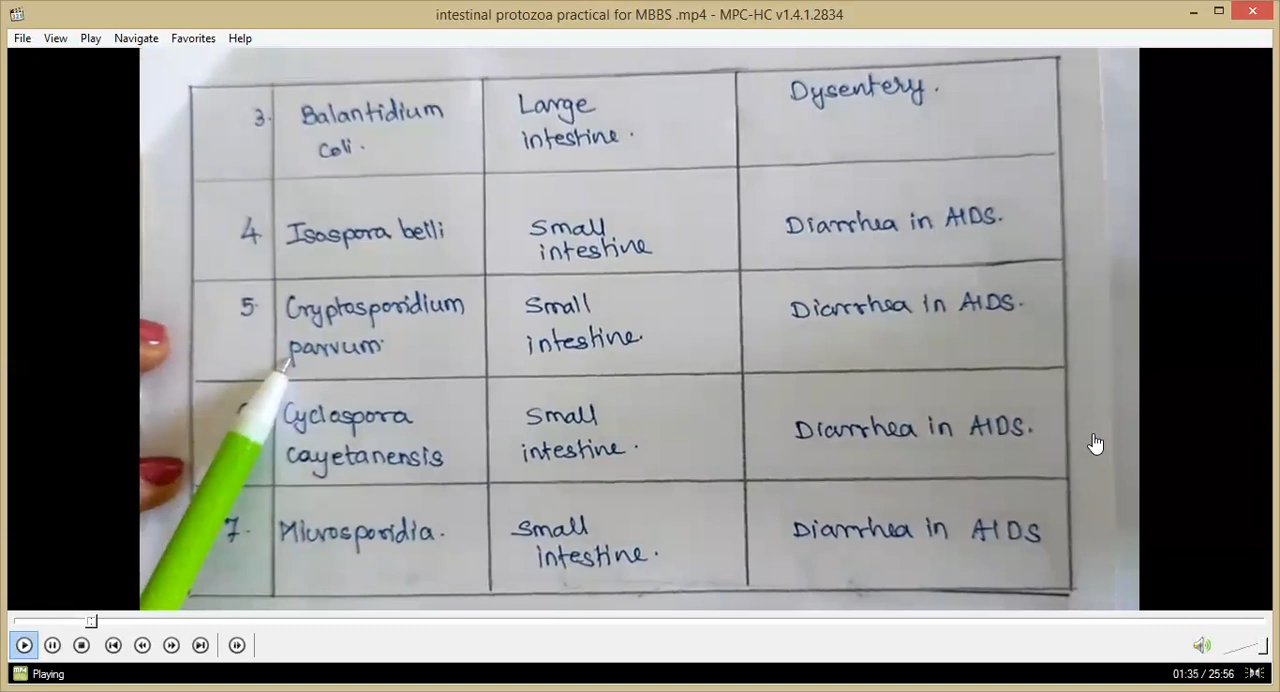 intestinal protozoa practical for MBBS .mp4 - MPC-HC v1.4.1.2834
File View Play Navigate Favorites Help
3. Balantidium Large Dysentery.
coli. intestine.
4 Isospora belli Small Diarrhea in AIDS.
intestine
5. Cryptosporidium Small Diarrhea in AIDS.
parvum. intestine.
Cyclospora Small Diarrhea in AIDS.
cayetanensis intestine.
7. Microsporidia. Small Diarrhea in AIDS
intestine.
Playing 01:35 / 25:56